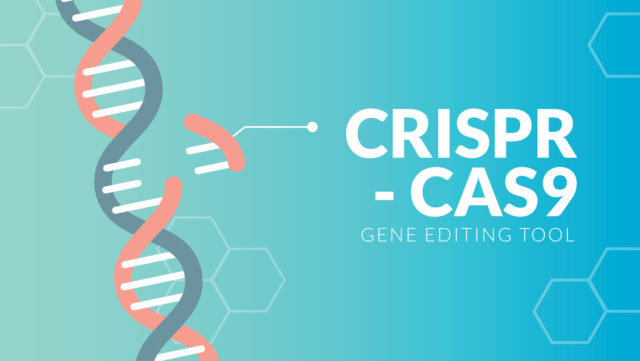 CRISPR
- CAS9
GENE EDITING TOOL